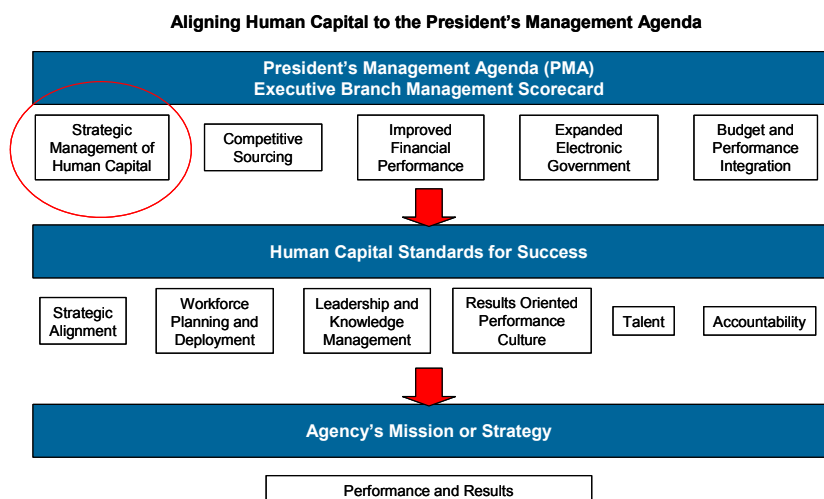 Aligning Human Capital to the President's Management Agenda
President's Management Agenda (PMA)
Executive Branch Management Scorecard
Strategic
Management of
Human Capital
Competitive
Sourcing
Improved
Financial
Performance
Expanded
Electronic
Government
Budget and
Performance
Integration
Human Capital Standards for Success
Strategic
Alignment
Workforce
Planning and
Deployment
Leadership and
Knowledge
Management
Results Oriented
Performance
Culture
Talent
Accountability
Agency's Mission or Strategy
Performance and Results